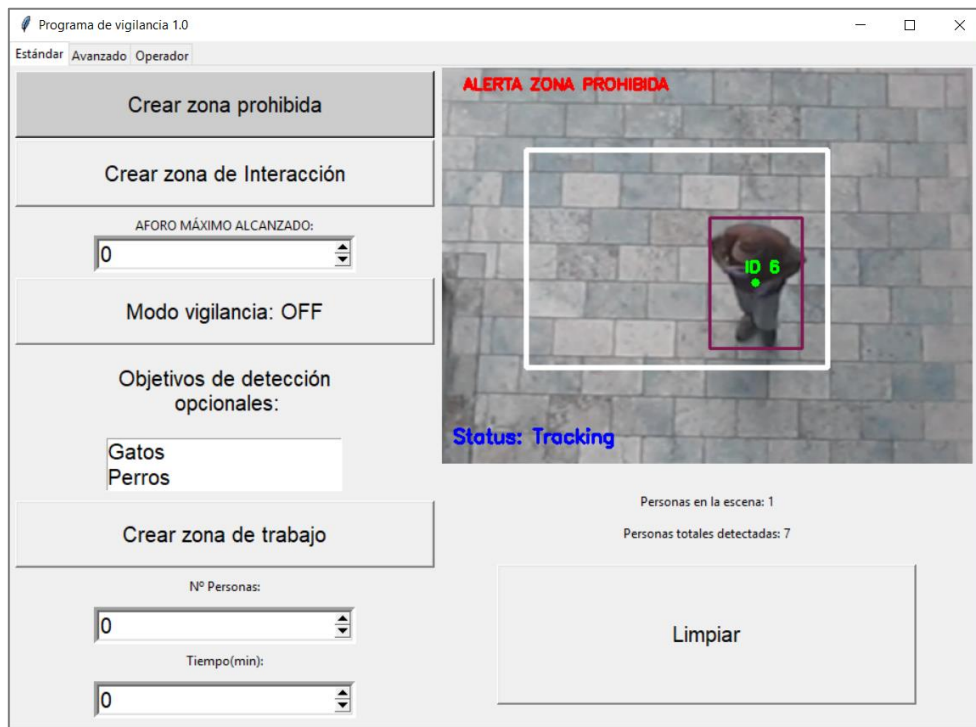 Programa de vigilancia 1.0
Estándar Avanzado Operador
Crear zona prohibida
Crear zona de Interacción
AFORO MÁXIMO ALCANZADO:
0
Modo vigilancia: OFF
Objetivos de detección
opcionales:
Gatos
Perros
Crear zona de trabajo
Nº Personas:
0
Tiempo(min):
0
ALERTA ZONA PROHIBIDA
ID 6
Status: Tracking
Personas en la escena: 1
Personas totales detectadas: 7
Limpiar